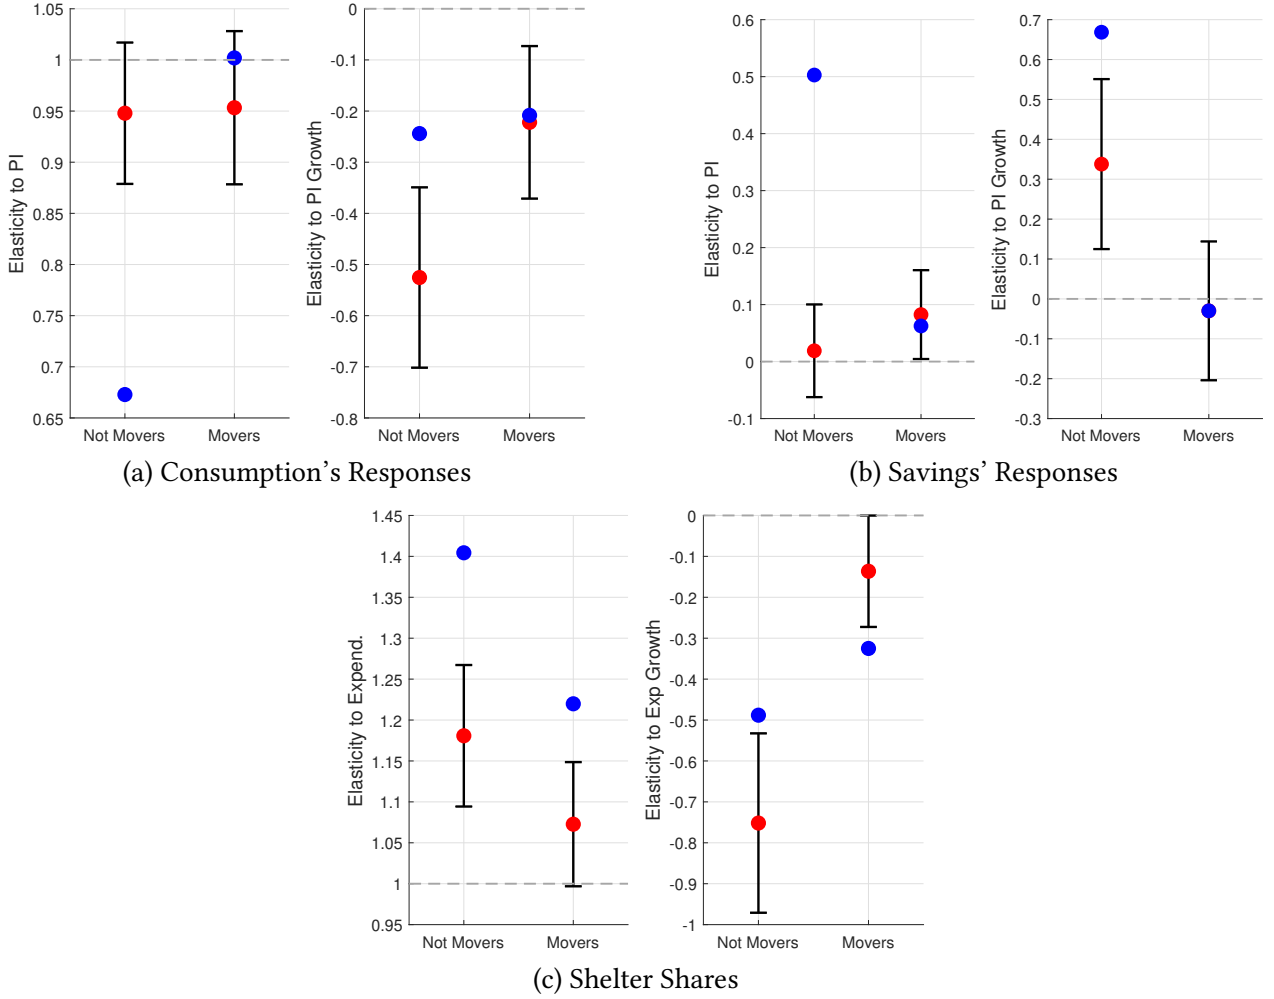 Elasticity to PI
1.05
1
0.95
0.9
0.85
0.8
0.75
0.7
0.65
Not Movers
Movers
Elasticity to PI Growth
0
-0.1
-0.2
-0.3
-0.4
-0.5
-0.6
-0.7
-0.8
Not Movers
Movers
(a) Consumption's Responses
Elasticity to PI
0.6
0.5
0.4
0.3
0.2
0.1
0
-0.1
Not Movers
Movers
Elasticity to PI Growth
0.7
0.6
0.5
0.4
0.3
0.2
0.1
0
-0.1
-0.2
-0.3
Not Movers
Movers
(b) Savings' Responses
Elasticity to Expend.
1.45
1.4
1.35
1.3
1.25
1.2
1.15
1.1
1.05
1
0.95
Not Movers
Movers
Elasticity to Exp Growth
0
-0.1
-0.2
-0.3
-0.4
-0.5
-0.6
-0.7
-0.8
-0.9
-1
Not Movers
Movers
(c) Shelter Shares